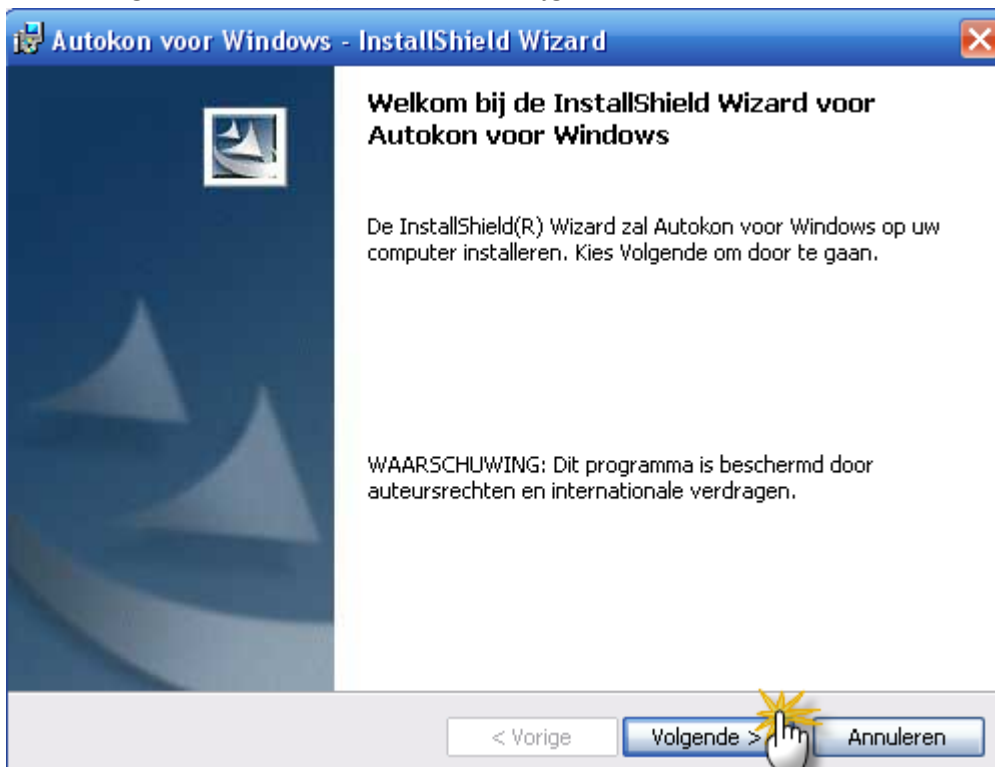 Autokon voor Windows - InstallShield Wizard
Welkom bij de InstallShield Wizard voor
Autokon voor Windows
De InstallShield(R) Wizard zal Autokon voor Windows op uw
computer installeren. Kies Volgende om door te gaan.
WAARSCHUWING: Dit programma is beschermd door
auteursrechten en internationale verdragen.
< Vorige
Volgende >
Annuleren